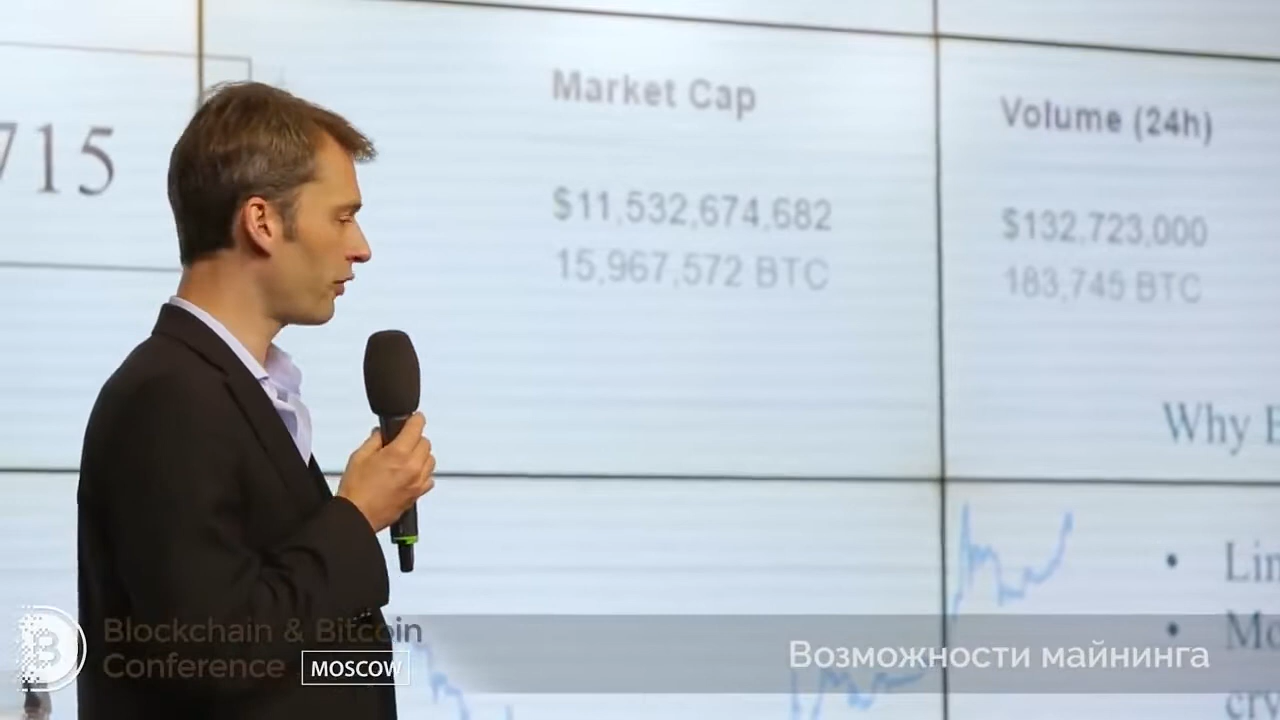 715
Market Cap
$11,532,674,682
15,967,572 BTC
Volume (24h)
$132,723,000
183,745 BTC
Why
Blockchain & Bitcoin
Conference MOSCOW
Возможности майнинга